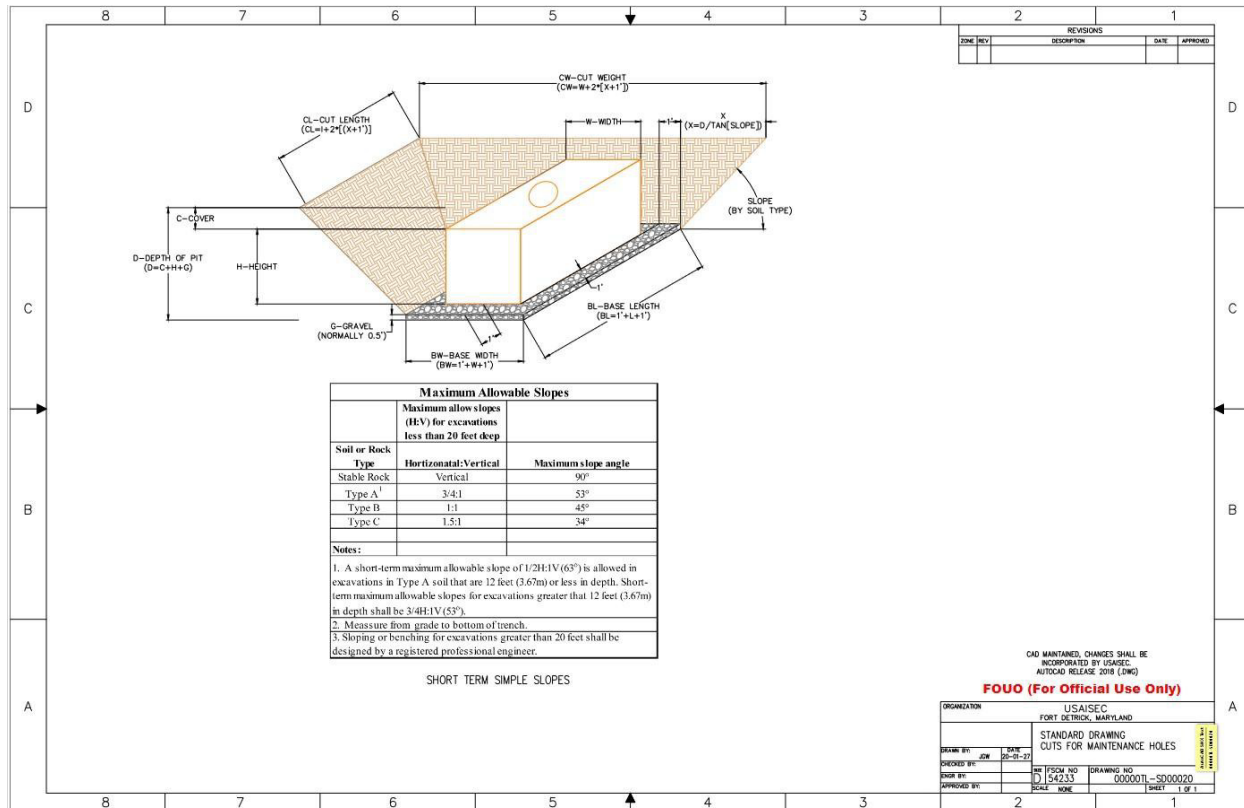 8 7 6 5 4 3 2 1
REVISIONS
ZONE REV DESCRIPTION DATE APPROVED
D
D
CW-CUT WEIGHT
(CW=W+2*[X+1'])
CL-CUT LENGTH
(CL=l+2*[(X+1')]
W-WIDTH
1'
X
(X=D/TAN[SLOPE])
SLOPE
(BY SOIL TYPE)
C-COVER
D-DEPTH OF PIT
(D=C+H+G)
H-HEIGHT
1'
BL-BASE LENGTH
(BL=1'+L+1')
G-GRAVEL
(NORMALLY 0.5')
1'
BW-BASE WIDTH
(BW=1'+W+1')
C
C
Maximum Allowable Slopes
Maximum allow slopes
(H:V) for excavations
less than 20 feet deep
Soil or Rock
Type Hortizonatal:Vertical Maximum slope angle
Stable Rock Vertical 90°
Type A1 3/4:1 53°
Type B 1:1 45°
Type C 1.5:1 34°
Notes:
1. A short-term maximum allowable slope of 1/2H:1V (63°) is allowed in
excavations in Type A soil that are 12 feet (3.67m) or less in depth. Short-
term maximum allowable slopes for excavations greater that 12 feet (3.67m)
in depth shall be 3/4H:1V (53°).
2. Meassure from grade to bottom of trench.
3. Sloping or benching for excavations greater than 20 feet shall be
designed by a registered professional engineer.
SHORT TERM SIMPLE SLOPES
B
B
CAD MAINTAINED, CHANGES SHALL BE
INCORPORATED BY USAISEC.
AUTOCAD RELEASE 2018 (.DWG)
FOUO (For Official Use Only)
A
A
ORGANIZATION
USAISEC
FORT DETRICK, MARYLAND
STANDARD DRAWING
CUTS FOR MAINTENANCE HOLES
DRAWN BY: JGW DATE 20-01-27
CHECKED BY:
ENGR BY:
APPROVED BY:
SIZE D FSCM NO 54233 DRAWING NO 00000TL-SD00020
SCALE NONE SHEET 1 OF 1
8 7 6 5 4 3 2 1